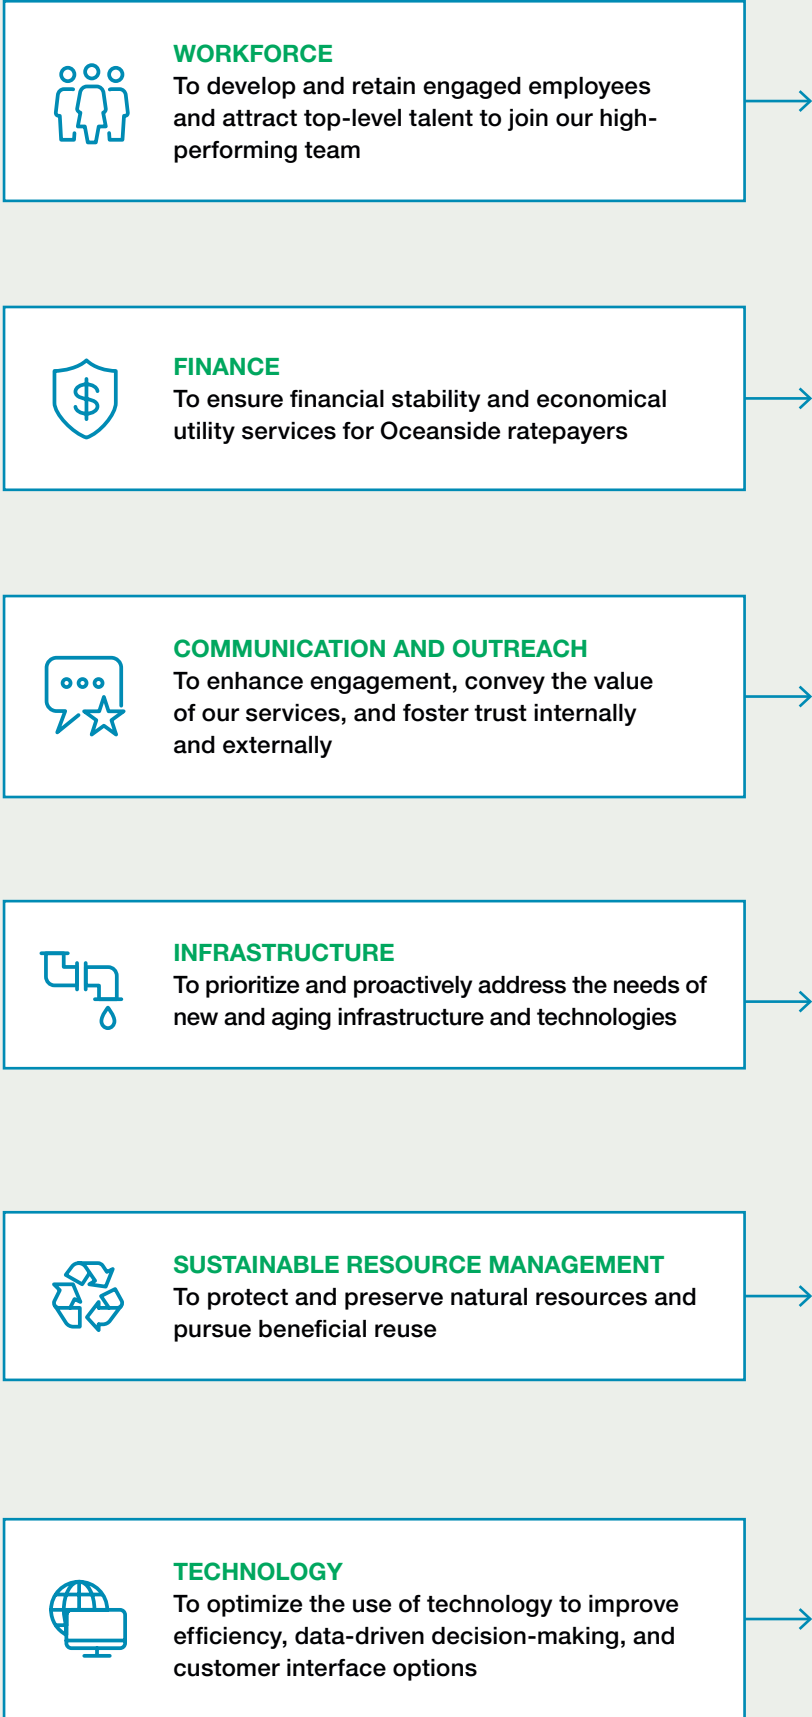 WORKFORCE
To develop and retain engaged employees
and attract top-level talent to join our high-
performing team
FINANCE
To ensure financial stability and economical
utility services for Oceanside ratepayers
COMMUNICATION AND OUTREACH
To enhance engagement, convey the value
of our services, and foster trust internally
and externally
INFRASTRUCTURE
To prioritize and proactively address the needs of
new and aging infrastructure and technologies
SUSTAINABLE RESOURCE MANAGEMENT
To protect and preserve natural resources and
pursue beneficial reuse
TECHNOLOGY
To optimize the use of technology to improve
efficiency, data-driven decision-making, and
customer interface options